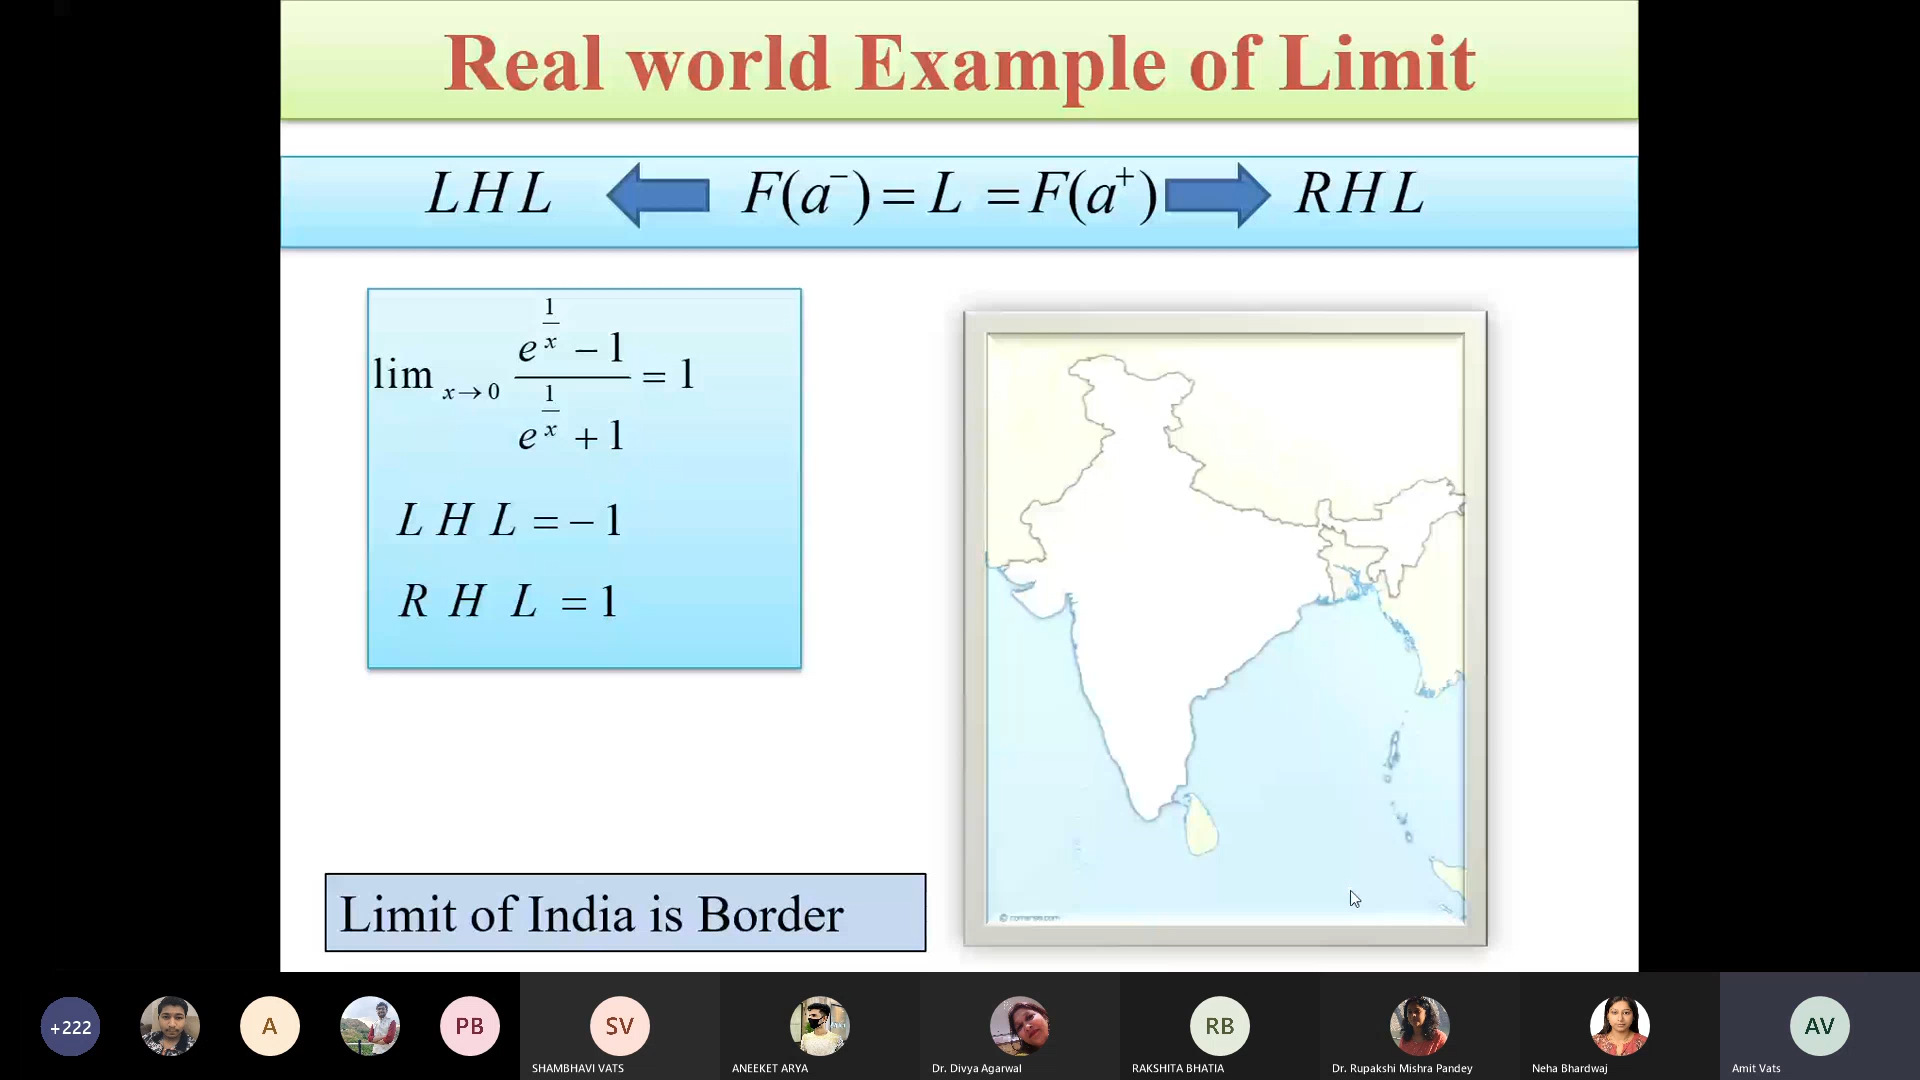 Real world Example of Limit
LHL F(a⁻) = L = F(a⁺) RHL
lim x→0 (e^(1/x) − 1)/(e^(1/x) + 1) = 1
L H L = − 1
R H L = 1
Limit of India is Border
+222
A
PB
SV
RB
AV
SHAMBHAVI VATS
ANEEKET ARYA
Dr. Divya Agarwal
RAKSHITA BHATIA
Dr. Rupakshi Mishra Pandey
Neha Bhardwaj
Amit Vats